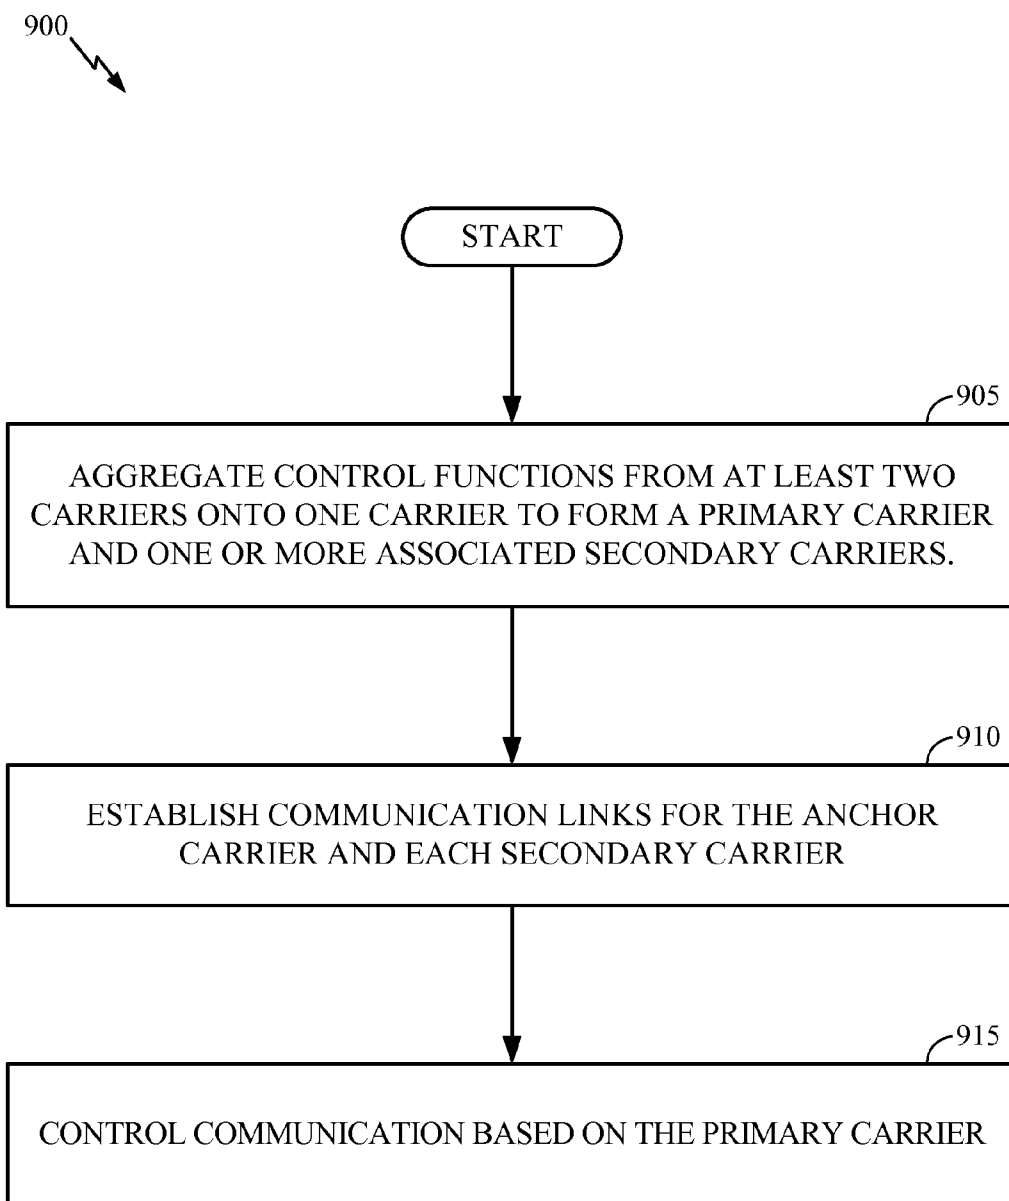 900
START
905
AGGREGATE CONTROL FUNCTIONS FROM AT LEAST TWO
CARRIERS ONTO ONE CARRIER TO FORM A PRIMARY CARRIER
AND ONE OR MORE ASSOCIATED SECONDARY CARRIERS.
910
ESTABLISH COMMUNICATION LINKS FOR THE ANCHOR
CARRIER AND EACH SECONDARY CARRIER
915
CONTROL COMMUNICATION BASED ON THE PRIMARY CARRIER